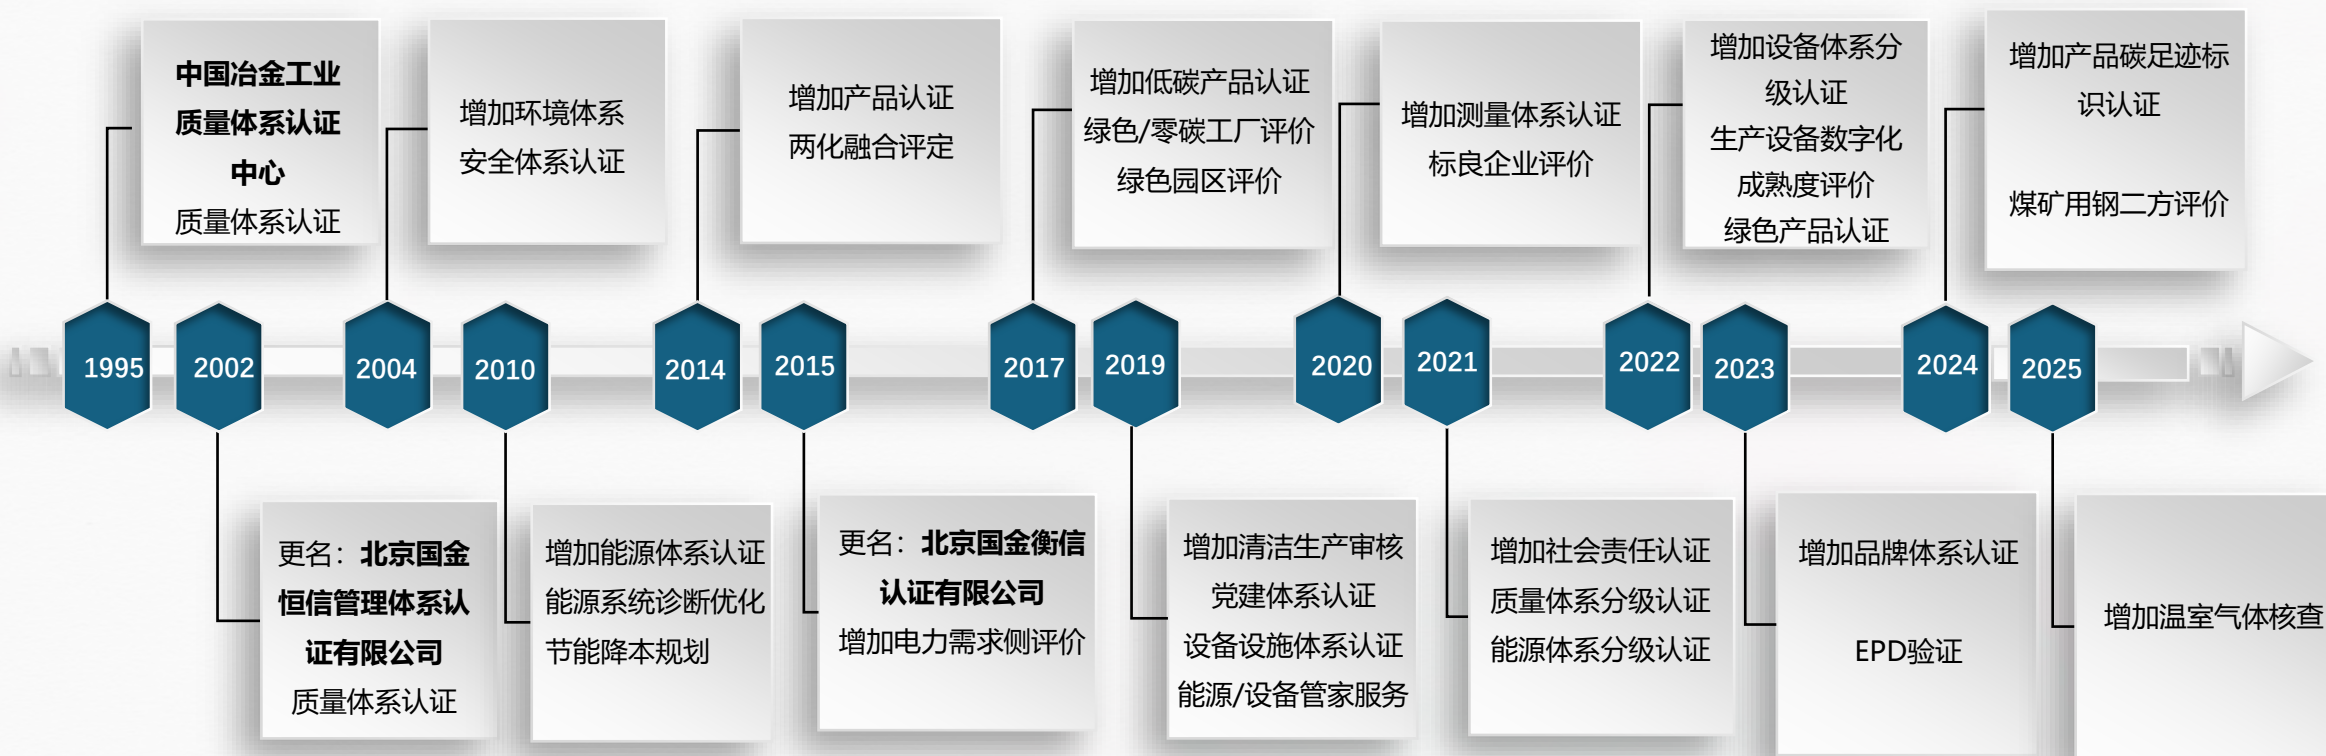 中国冶金工业
质量体系认证
中心
质量体系认证
增加环境体系
安全体系认证
增加产品认证
两化融合评定
增加低碳产品认证
绿色/零碳工厂评价
绿色园区评价
增加测量体系认证
标良企业评价
增加设备体系分
级认证
生产设备数字化
成熟度评价
绿色产品认证
增加产品碳足迹标
识认证
煤矿用钢二方评价
1995
2002
2004
2010
2014
2015
2017
2019
2020
2021
2022
2023
2024
2025
更名：北京国金
恒信管理体系认
证有限公司
质量体系认证
增加能源体系认证
能源系统诊断优化
节能降本规划
更名：北京国金衡信
认证有限公司
增加电力需求侧评价
增加清洁生产审核
党建体系认证
设备设施体系认证
能源/设备管家服务
增加社会责任认证
质量体系分级认证
能源体系分级认证
增加品牌体系认证
EPD验证
增加温室气体核查